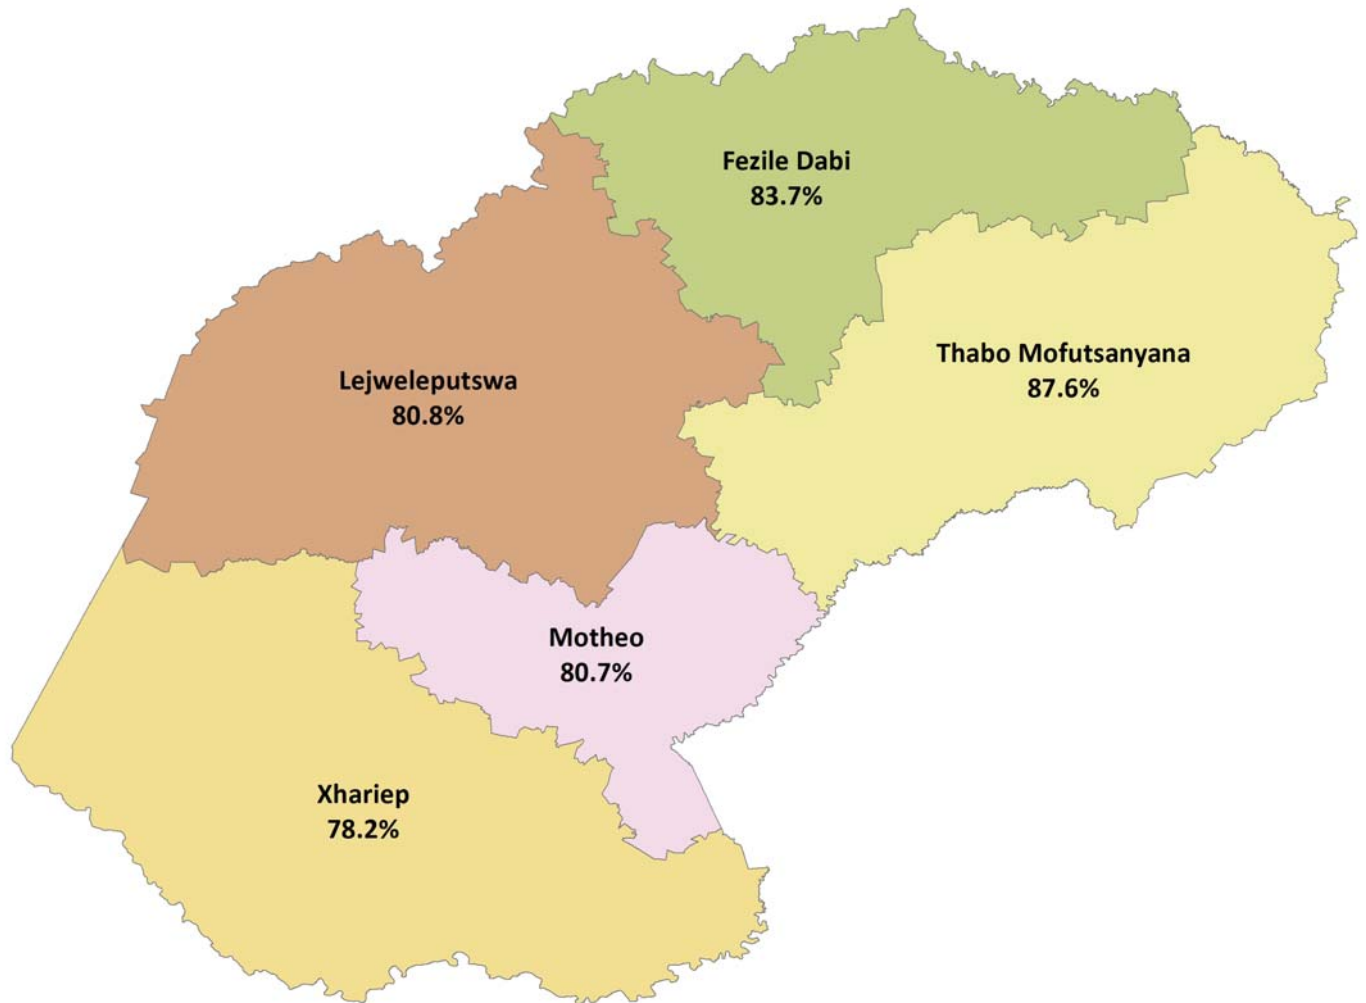 Fezile Dabi
83.7%
Thabo Mofutsanyana
87.6%
Lejweleputswa
80.8%
Motheo
80.7%
Xhariep
78.2%